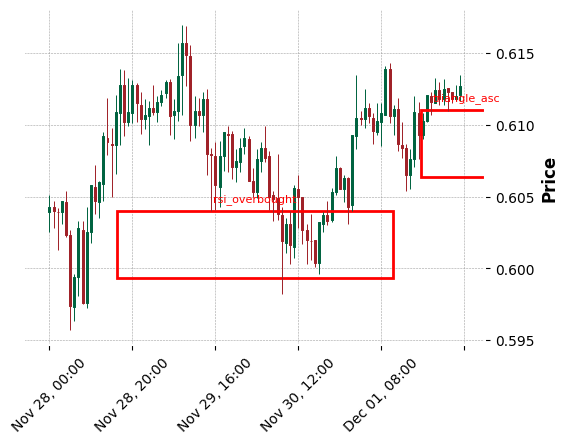 0.615
triangle_asc
0.610
rsi_overbought
0.605
0.600
0.595
Price
Nov 28, 00:00
Nov 28, 20:00
Nov 29, 16:00
Nov 30, 12:00
Dec 01, 08:00